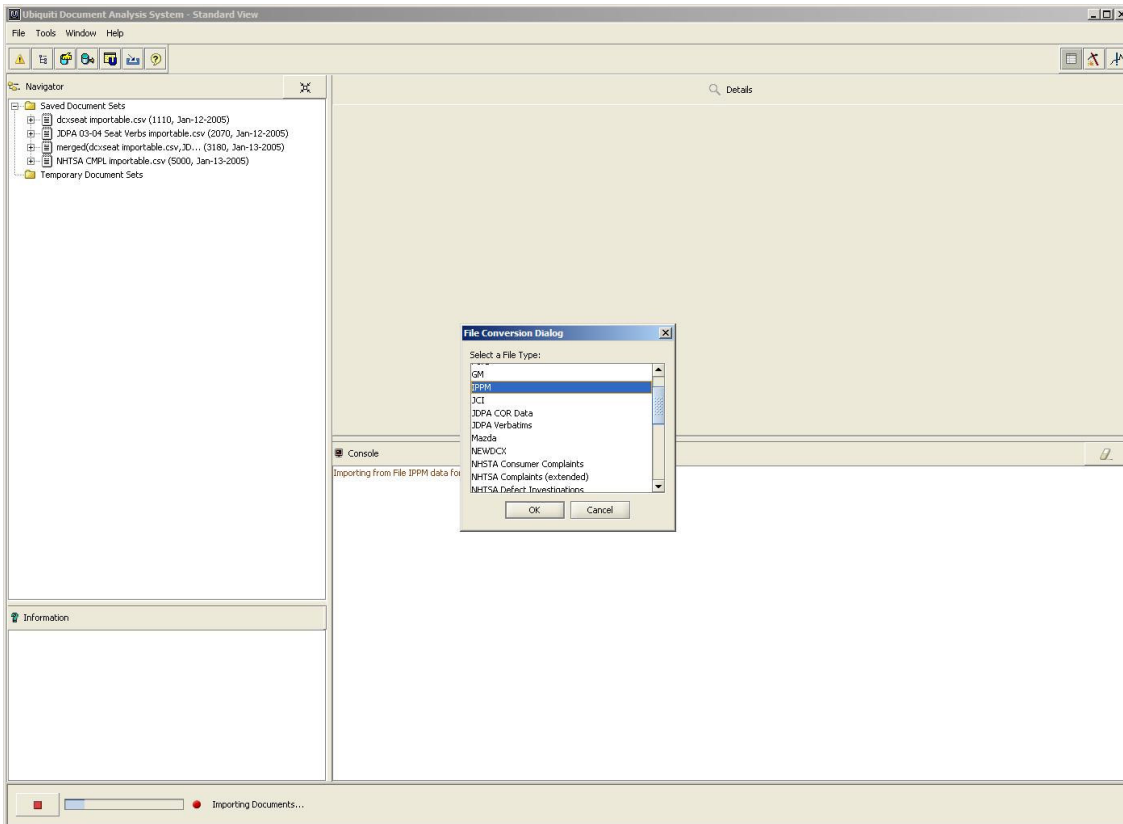 Ubiquiti Document Analysis System - Standard View
File Tools Window Help
Navigator
Details
Saved Document Sets
dcxseat importable.csv (1110, Jan-12-2005)
JDPA 03-04 Seat Verbs importable.csv (2070, Jan-12-2005)
merged(dcxseat importable.csv,JD... (3180, Jan-13-2005)
NHTSA CMPL importable.csv (5000, Jan-13-2005)
Temporary Document Sets
File Conversion Dialog
Select a File Type:
GM
IPPM
JCI
JDPA COR Data
JDPA Verbatims
Mazda
NEWDCX
NHSTA Consumer Complaints
NHTSA Complaints (extended)
NHTSA Defect Investigations
OK Cancel
Console
Importing from File IPPM data fo
Information
Importing Documents...